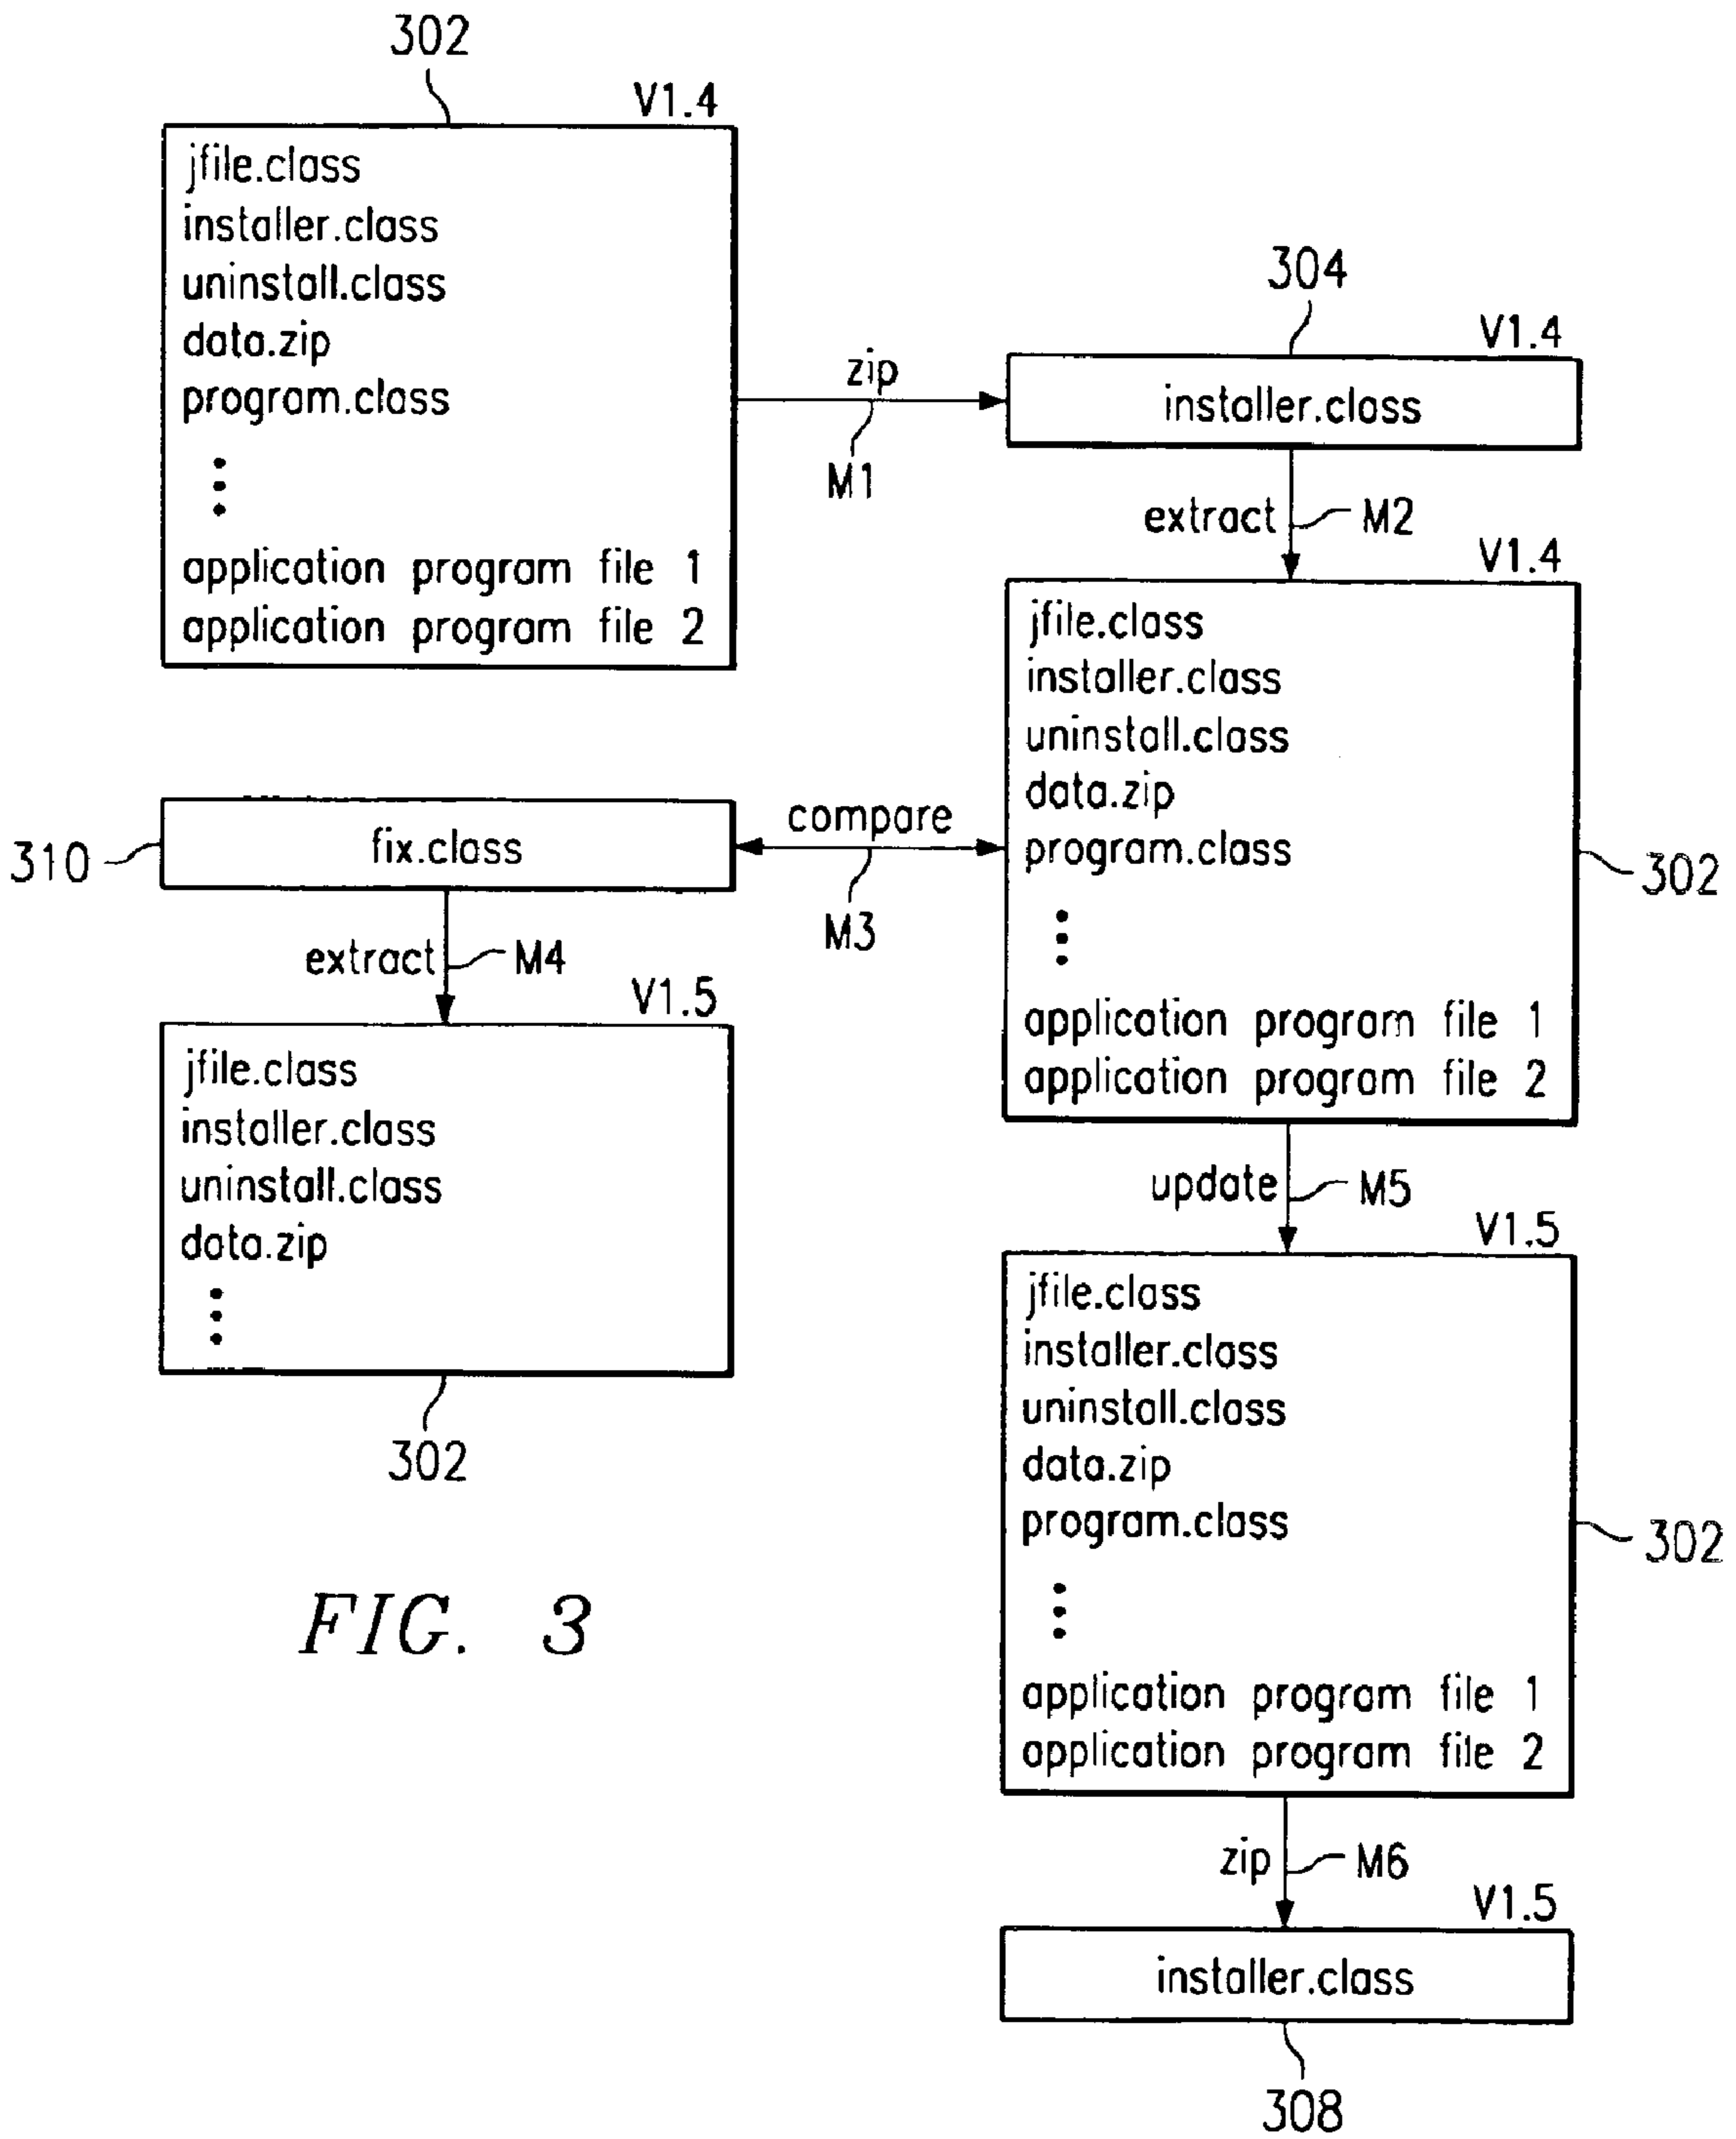 302
V1.4
jfile.class
installer.class
uninstall.class
data.zip
program.class
application program file 1
application program file 2
zip
M1
304
V1.4
installer.class
extract
M2
V1.4
jfile.class
installer.class
uninstall.class
data.zip
program.class
application program file 1
application program file 2
302
compare
M3
310
fix.class
extract
M4
V1.5
jfile.class
installer.class
uninstall.class
data.zip
302
update
M5
V1.5
jfile.class
installer.class
uninstall.class
data.zip
program.class
application program file 1
application program file 2
302
zip
M6
V1.5
installer.class
308
FIG. 3